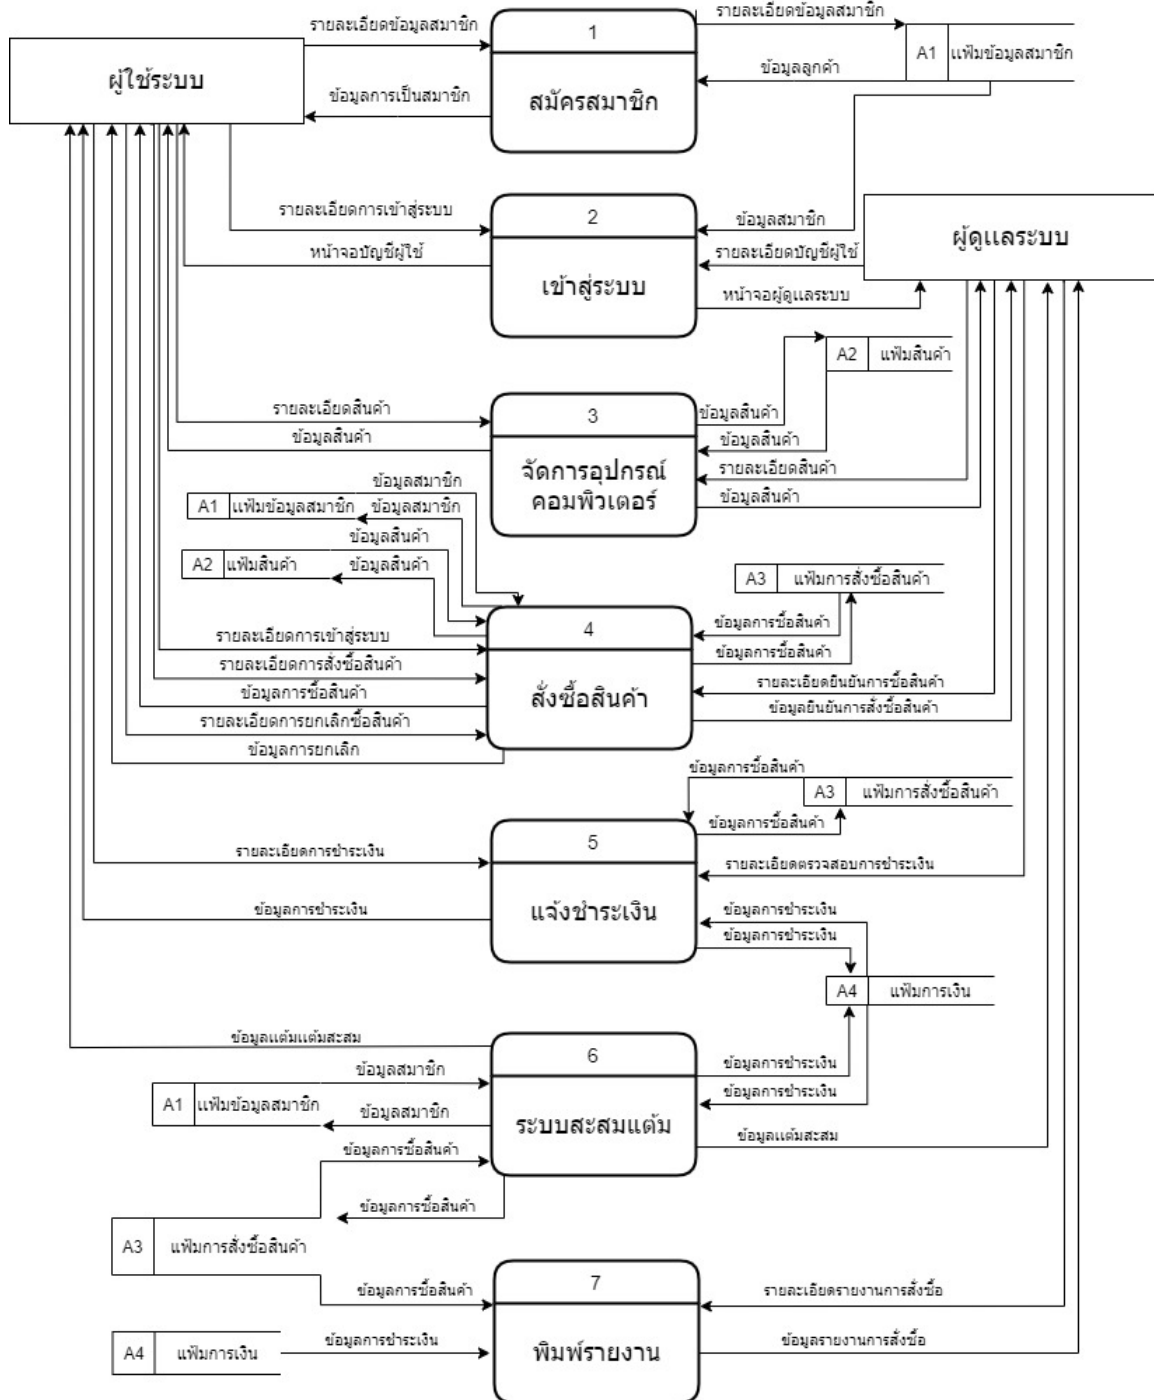 รายละเอียดข้อมูลสมาชิก
1
รายละเอียดข้อมูลสมาชิก
A1
แฟ้มข้อมูลสมาชิก
ผู้ใช้ระบบ
ข้อมูลลูกค้า
ข้อมูลการเป็นสมาชิก
สมัครสมาชิก
รายละเอียดการเข้าสู่ระบบ
2
ข้อมูลสมาชิก
ผู้ดูแลระบบ
หน้าจอบัญชีผู้ใช้
รายละเอียดบัญชีผู้ใช้
เข้าสู่ระบบ
หน้าจอผู้ดูแลระบบ
A2
แฟ้มสินค้า
รายละเอียดสินค้า
3
ข้อมูลสินค้า
ข้อมูลสินค้า
ข้อมูลสินค้า
จัดการอุปกรณ์
คอมพิวเตอร์
รายละเอียดสินค้า
ข้อมูลสินค้า
ข้อมูลสมาชิก
A1
แฟ้มข้อมูลสมาชิก
ข้อมูลสมาชิก
ข้อมูลสินค้า
A2
แฟ้มสินค้า
ข้อมูลสินค้า
A3
แฟ้มการสั่งซื้อสินค้า
4
ข้อมูลการซื้อสินค้า
รายละเอียดการเข้าสู่ระบบ
ข้อมูลการซื้อสินค้า
รายละเอียดการสั่งซื้อสินค้า
สั่งซื้อสินค้า
รายละเอียดยืนยันการซื้อสินค้า
ข้อมูลการซื้อสินค้า
ข้อมูลยืนยันการสั่งซื้อสินค้า
รายละเอียดการยกเลิกซื้อสินค้า
ข้อมูลการยกเลิก
ข้อมูลการซื้อสินค้า
A3
แฟ้มการสั่งซื้อสินค้า
ข้อมูลการซื้อสินค้า
5
รายละเอียดการชำระเงิน
รายละเอียดตรวจสอบการชำระเงิน
ข้อมูลการชำระเงิน
แจ้งชำระเงิน
ข้อมูลการชำระเงิน
ข้อมูลการชำระเงิน
A4
แฟ้มการเงิน
ข้อมูลแต้มแต้มสะสม
6
ข้อมูลการชำระเงิน
ข้อมูลสมาชิก
ข้อมูลการชำระเงิน
A1
แฟ้มข้อมูลสมาชิก
ข้อมูลสมาชิก
ระบบสะสมแต้ม
ข้อมูลแต้มสะสม
ข้อมูลการซื้อสินค้า
ข้อมูลการซื้อสินค้า
A3
แฟ้มการสั่งซื้อสินค้า
7
ข้อมูลการซื้อสินค้า
รายละเอียดรายงานการสั่งซื้อ
A4
แฟ้มการเงิน
ข้อมูลการชำระเงิน
พิมพ์รายงาน
ข้อมูลรายงานการสั่งซื้อ